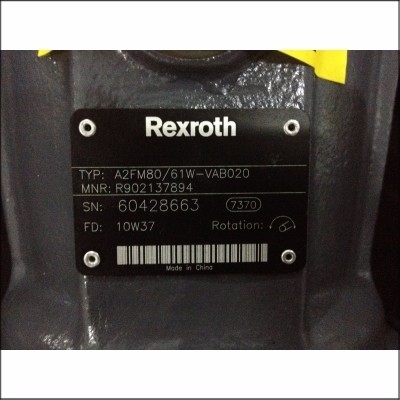 Rexroth
TYP: A2FM80/61W-VAB020
MNR: R902137894
SN: 60428663 7370
FD: 10W37 Rotation:
Made in China